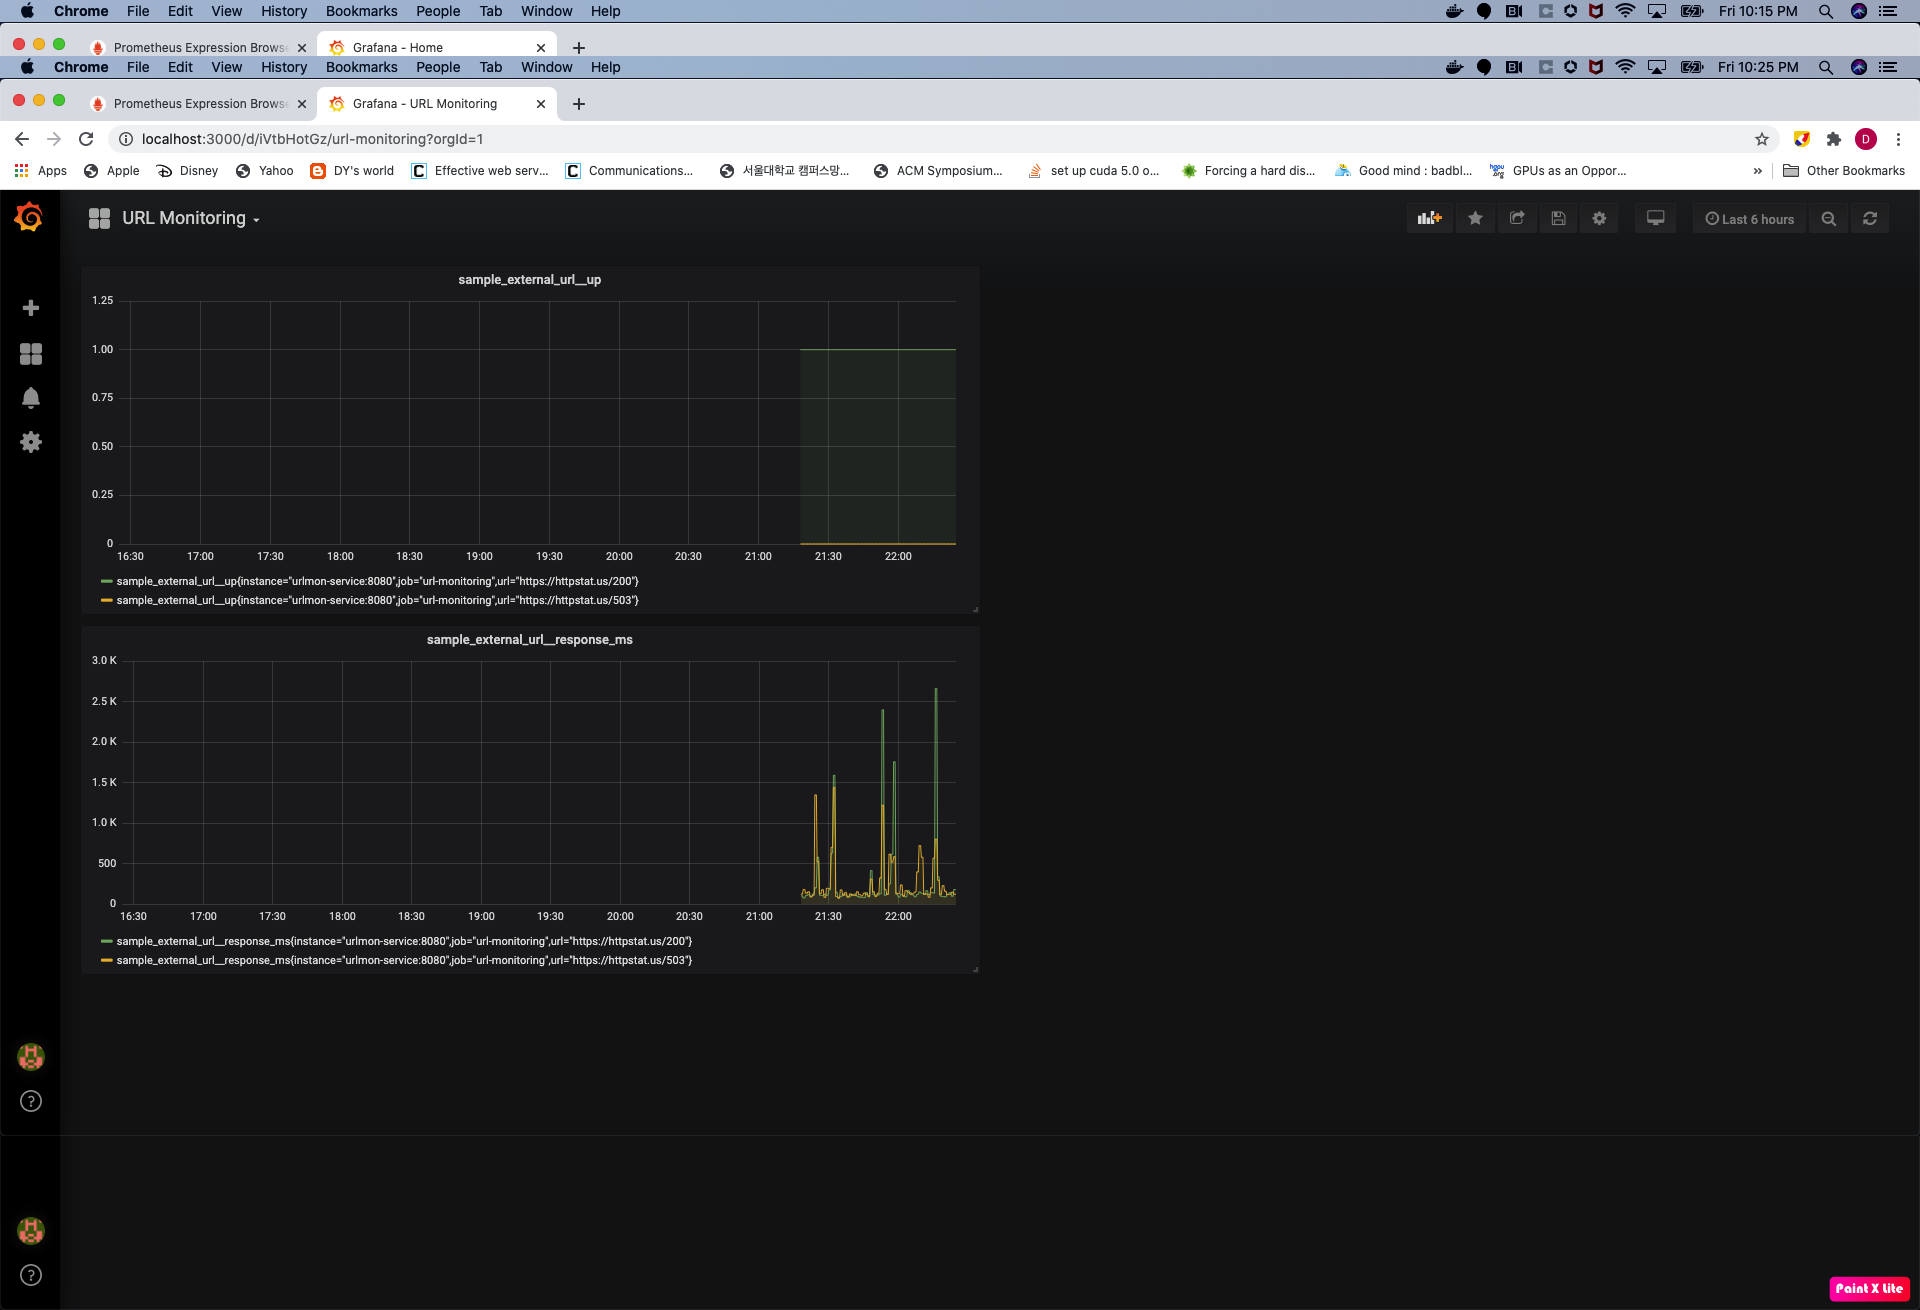 Chrome File Edit View History Bookmarks People Tab Window Help Fri 10:15 PM
Prometheus Expression Browse Grafana - Home
Chrome File Edit View History Bookmarks People Tab Window Help Fri 10:25 PM
Prometheus Expression Browse Grafana - URL Monitoring
localhost:3000/d/iVtbHotGz/url-monitoring?orgId=1 D
Apps Apple Disney Yahoo DY's world Effective web serv... Communications... 서울대학교 캠퍼스망... ACM Symposium... set up cuda 5.0 o... Forcing a hard dis... Good mind : badbl... GPUs as an Oppor... » Other Bookmarks
URL Monitoring Last 6 hours
sample_external_url__up
1.25
1.00
0.75
0.50
0.25
0
16:30 17:00 17:30 18:00 18:30 19:00 19:30 20:00 20:30 21:00 21:30 22:00
sample_external_url__up{instance="urlmon-service:8080",job="url-monitoring",url="https://httpstat.us/200"}
sample_external_url__up{instance="urlmon-service:8080",job="url-monitoring",url="https://httpstat.us/503"}
sample_external_url__response_ms
3.0 K
2.5 K
2.0 K
1.5 K
1.0 K
500
0
16:30 17:00 17:30 18:00 18:30 19:00 19:30 20:00 20:30 21:00 21:30 22:00
sample_external_url__response_ms{instance="urlmon-service:8080",job="url-monitoring",url="https://httpstat.us/200"}
sample_external_url__response_ms{instance="urlmon-service:8080",job="url-monitoring",url="https://httpstat.us/503"}
Paint X Lite